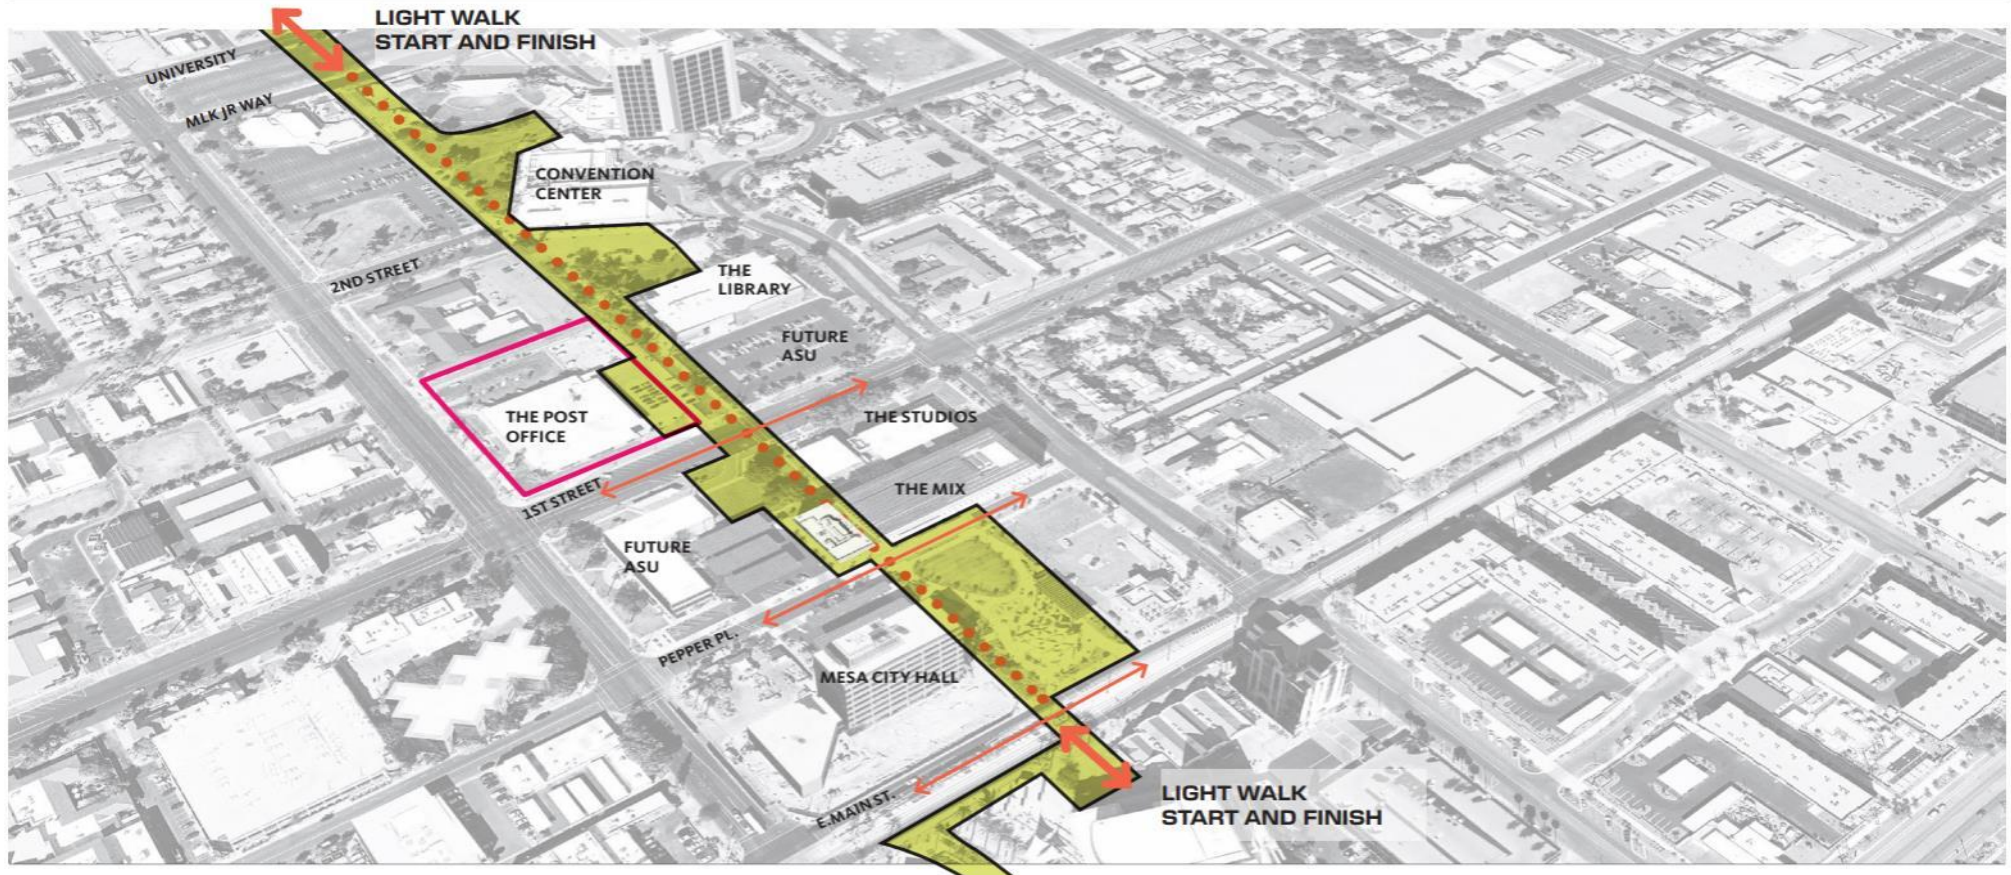 LIGHT WALK
START AND FINISH
UNIVERSITY
MLK JR WAY
CONVENTION
CENTER
2ND STREET
THE
LIBRARY
FUTURE
ASU
THE POST
OFFICE
THE STUDIOS
1ST STREET
THE MIX
FUTURE
ASU
PEPPER PL.
MESA CITY HALL
E.MAIN ST.
LIGHT WALK
START AND FINISH